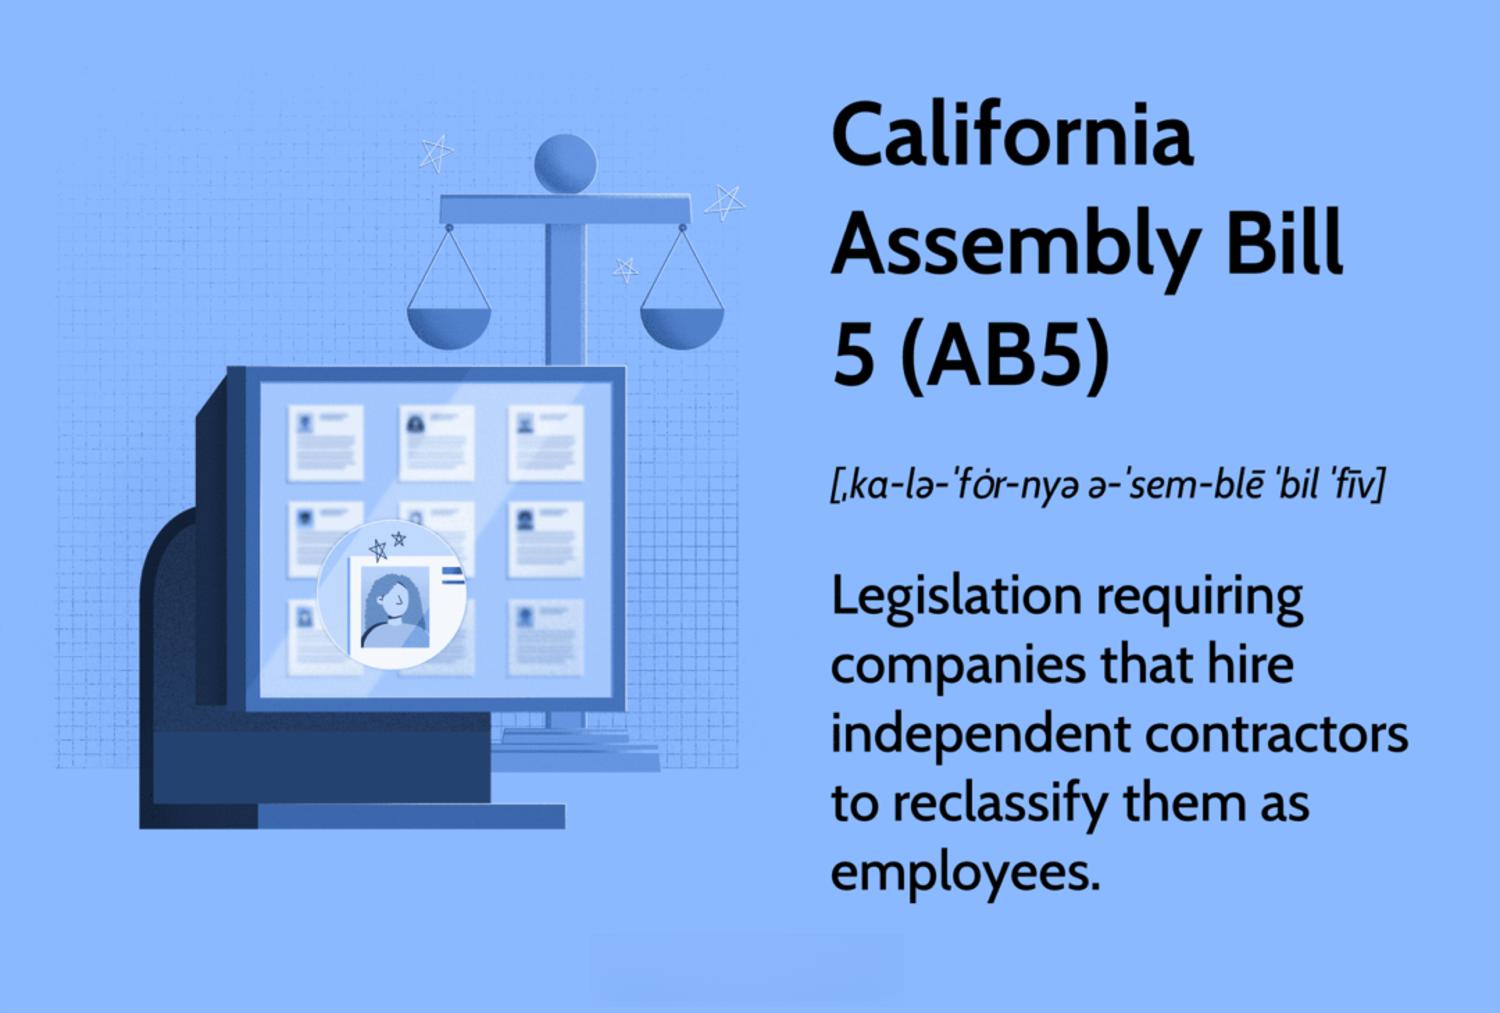 California
Assembly Bill
5 (AB5)
[ˌka-lə-ˈfȯr-nyə ə-ˈsem-blē ˈbil ˈfīv]
Legislation requiring
companies that hire
independent contractors
to reclassify them as
employees.